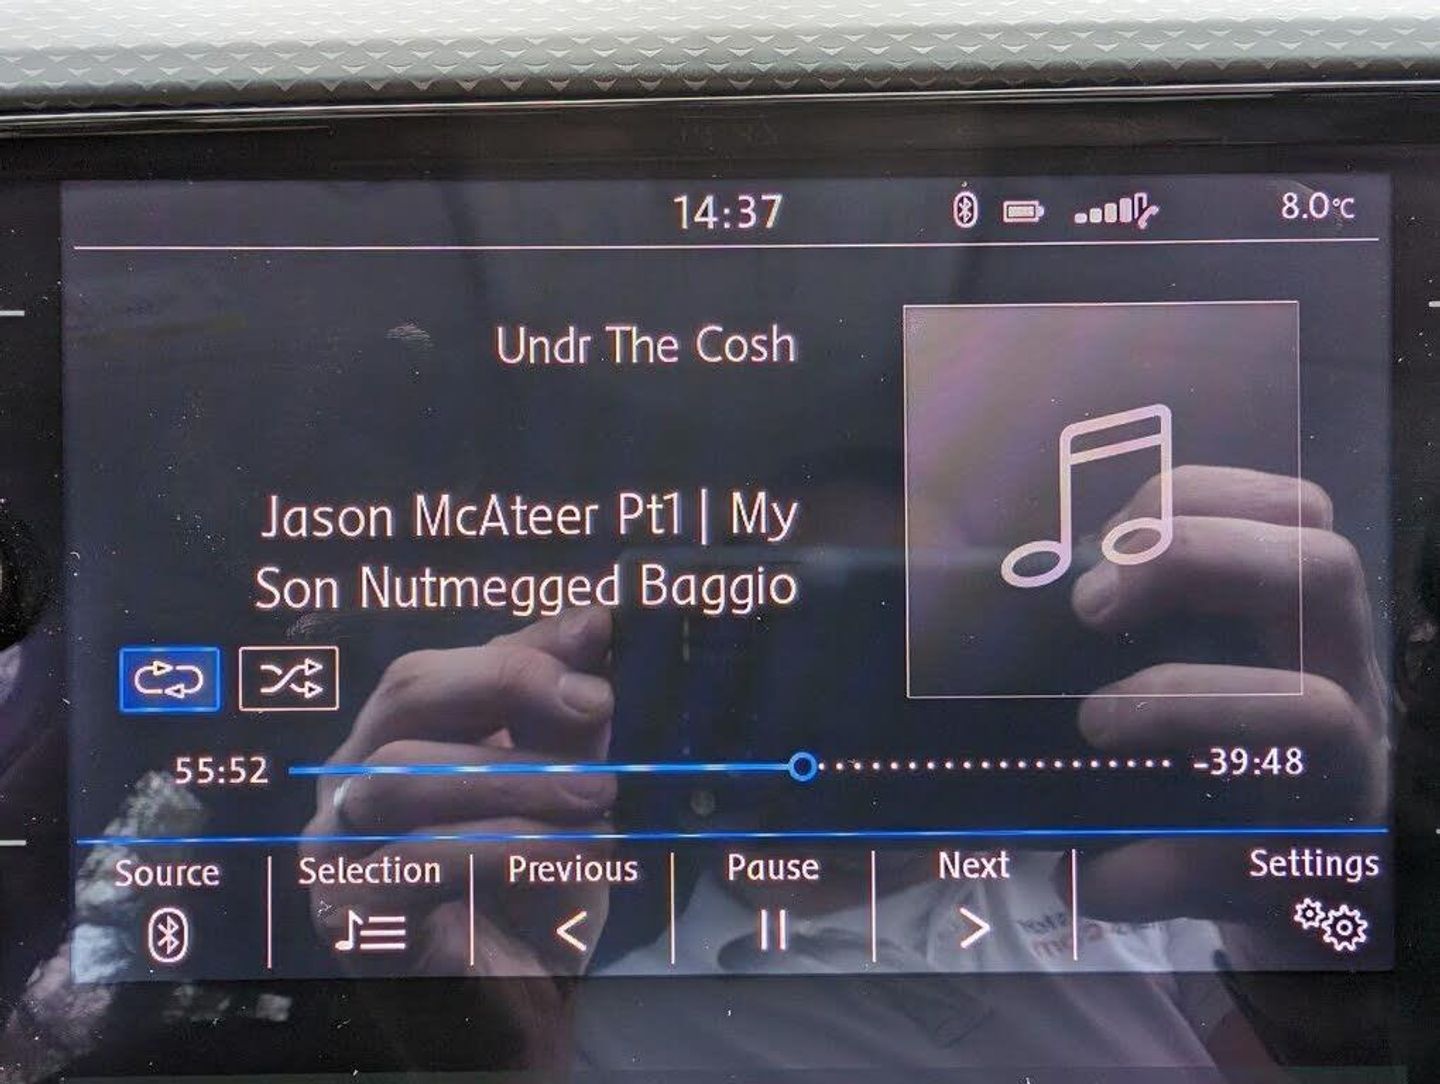 14:37
8.0°C
Undr The Cosh
Jason McAteer Pt1 | My
Son Nutmegged Baggio
55:52
-39:48
Source
Selection
Previous
Pause
Next
Settings